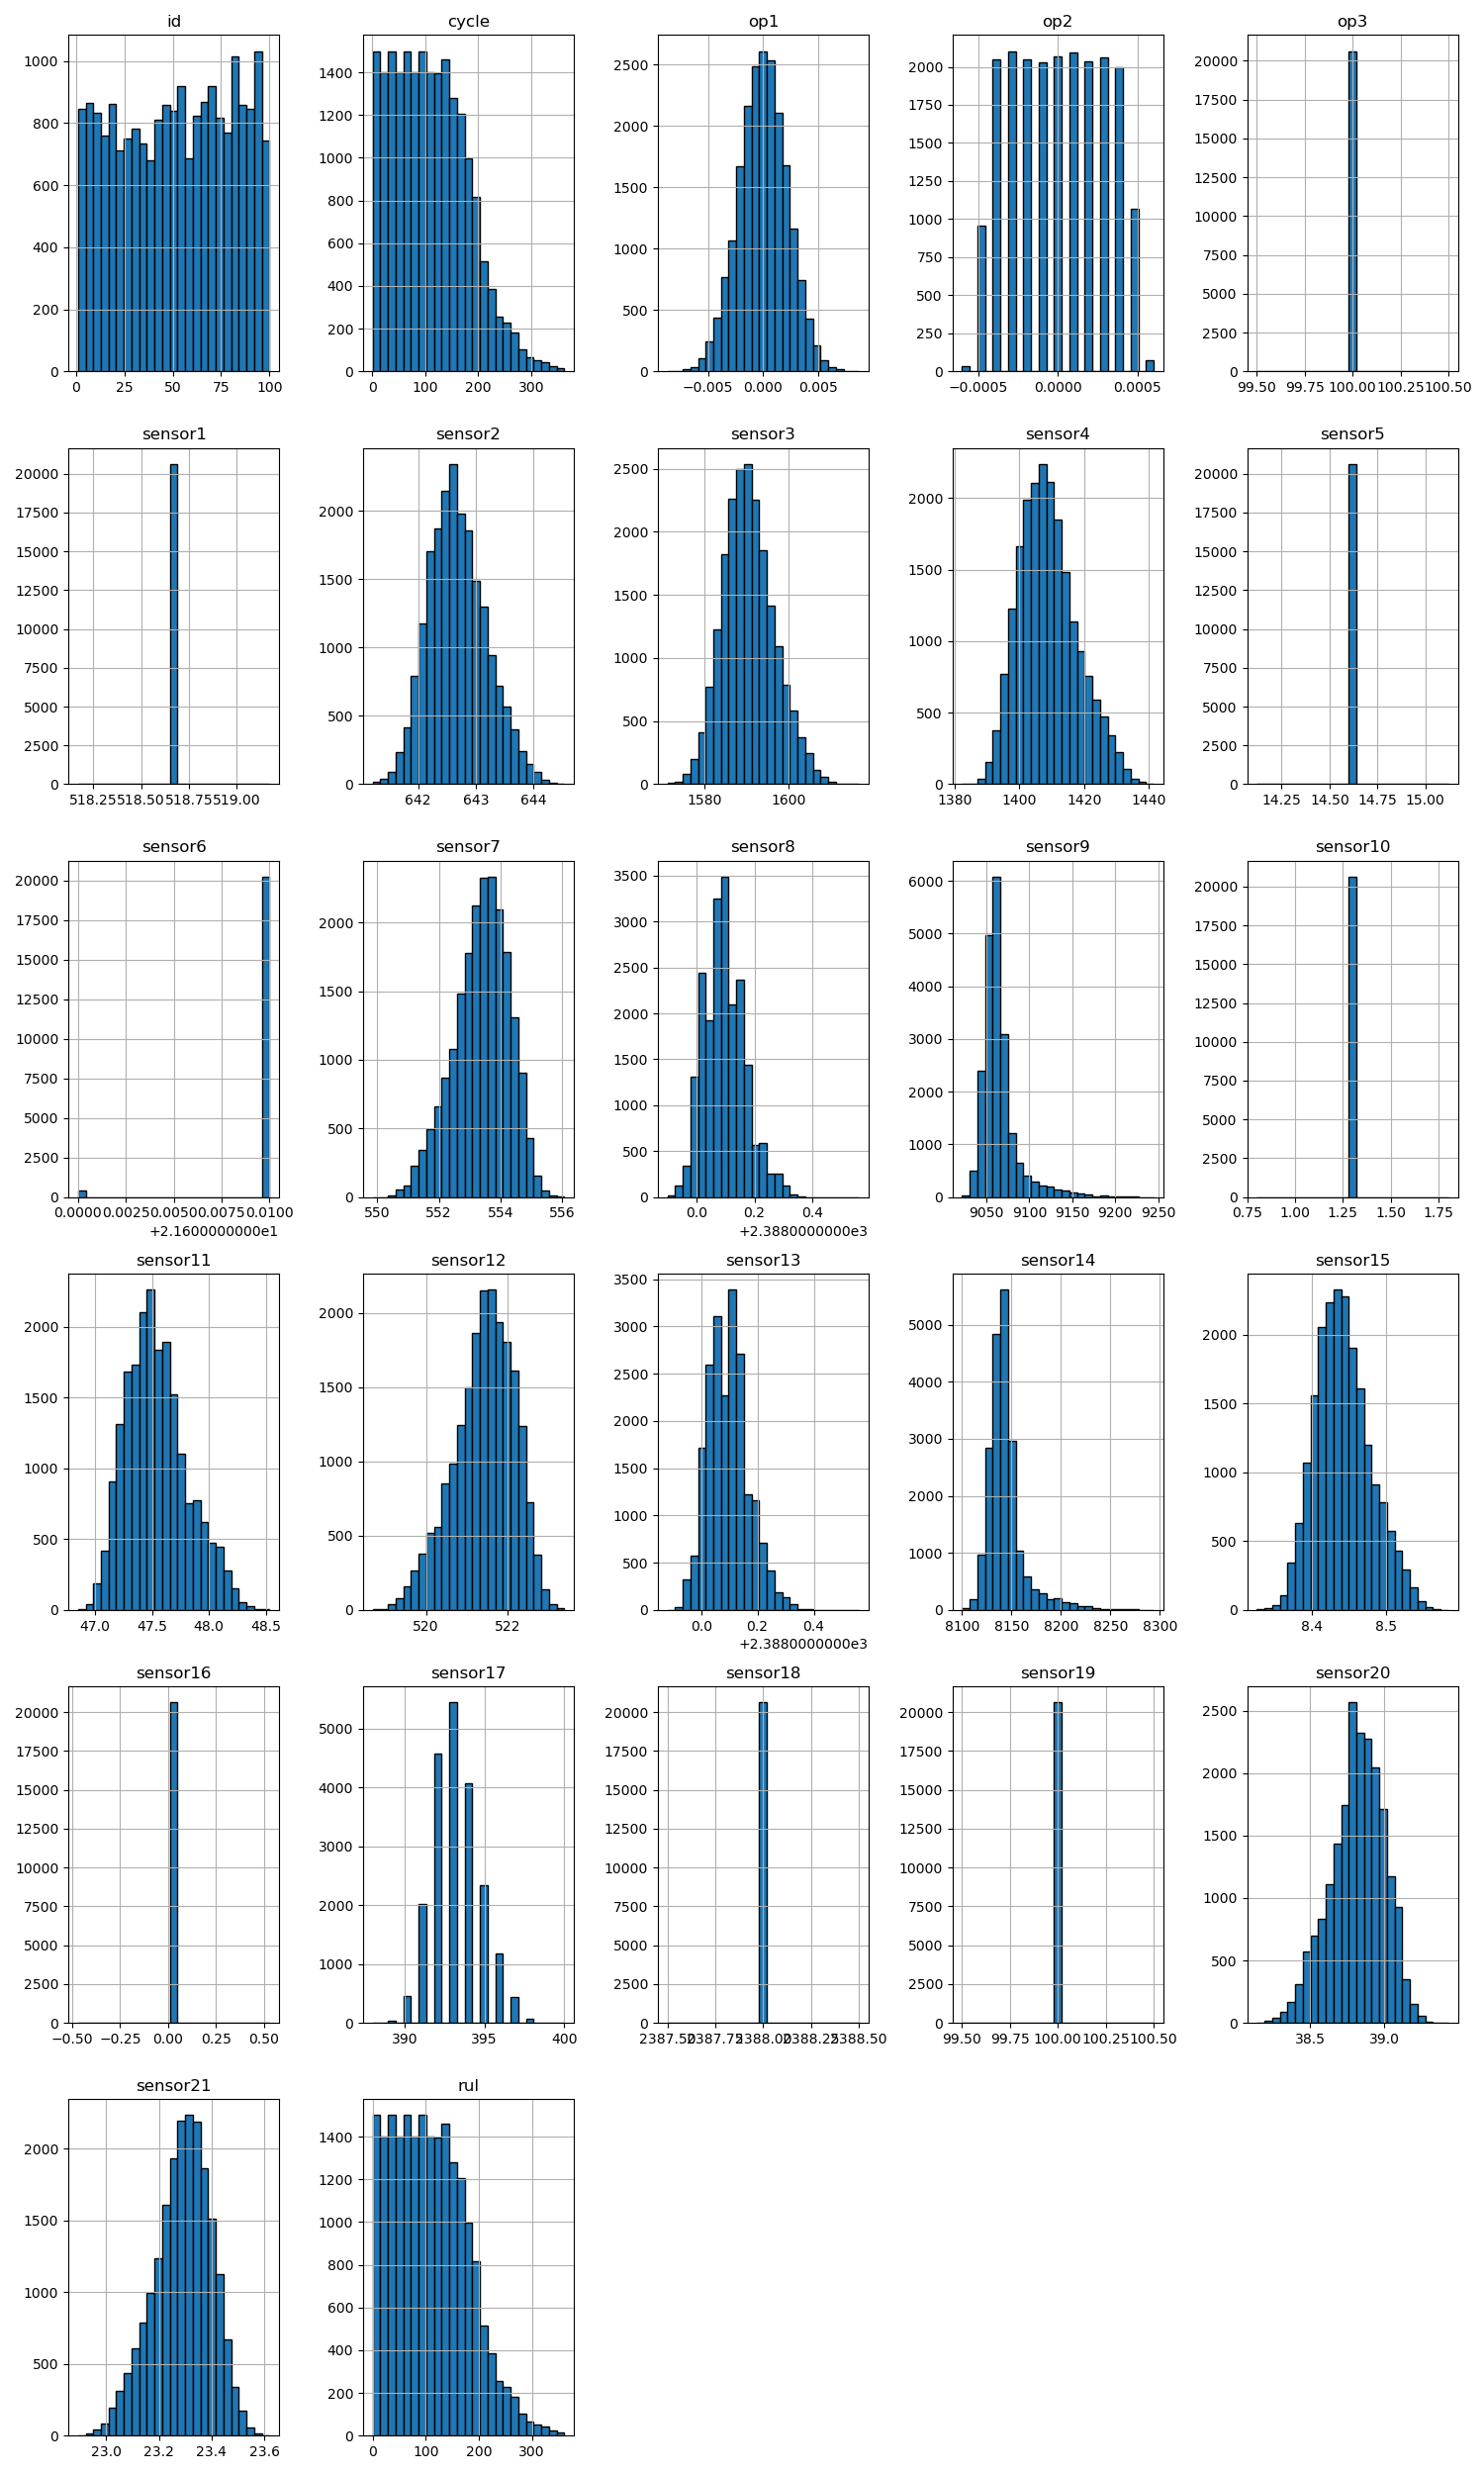 id cycle op1 op2 op3
1000 800 600 400 200 0
0 25 50 75 100
1400 1200 1000 800 600 400 200 0
0 100 200 300
2500 2000 1500 1000 500 0
−0.005 0.000 0.005
2000 1750 1500 1250 1000 750 500 250 0
−0.0005 0.0000 0.0005
20000 17500 15000 12500 10000 7500 5000 2500 0
99.50 99.75 100.00 100.25 100.50
sensor1 sensor2 sensor3 sensor4 sensor5
20000 17500 15000 12500 10000 7500 5000 2500 0
518.25 518.50 518.75 519.00
2000 1500 1000 500 0
642 643 644
2500 2000 1500 1000 500 0
1580 1600
2000 1500 1000 500 0
1380 1400 1420 1440
20000 17500 15000 12500 10000 7500 5000 2500 0
14.25 14.50 14.75 15.00
sensor6 sensor7 sensor8 sensor9 sensor10
20000 17500 15000 12500 10000 7500 5000 2500 0
0.0000 0.0025 0.0050 0.0075 0.0100
+2.1600000000e1
2000 1500 1000 500 0
550 552 554 556
3500 3000 2500 2000 1500 1000 500 0
0.0 0.2 0.4
+2.3880000000e3
6000 5000 4000 3000 2000 1000 0
9050 9100 9150 9200 9250
20000 17500 15000 12500 10000 7500 5000 2500 0
0.75 1.00 1.25 1.50 1.75
sensor11 sensor12 sensor13 sensor14 sensor15
2000 1500 1000 500 0
47.0 47.5 48.0 48.5
2000 1500 1000 500 0
520 522
3500 3000 2500 2000 1500 1000 500 0
0.0 0.2 0.4
+2.3880000000e3
5000 4000 3000 2000 1000 0
8100 8150 8200 8250 8300
2000 1500 1000 500 0
8.4 8.5
sensor16 sensor17 sensor18 sensor19 sensor20
20000 17500 15000 12500 10000 7500 5000 2500 0
−0.50 −0.25 0.00 0.25 0.50
5000 4000 3000 2000 1000 0
390 395 400
20000 17500 15000 12500 10000 7500 5000 2500 0
2387.50 2387.75 2388.00 2388.25 2388.50
20000 17500 15000 12500 10000 7500 5000 2500 0
99.50 99.75 100.00 100.25 100.50
2500 2000 1500 1000 500 0
38.5 39.0
sensor21 rul
2000 1500 1000 500 0
23.0 23.2 23.4 23.6
1400 1200 1000 800 600 400 200 0
0 100 200 300